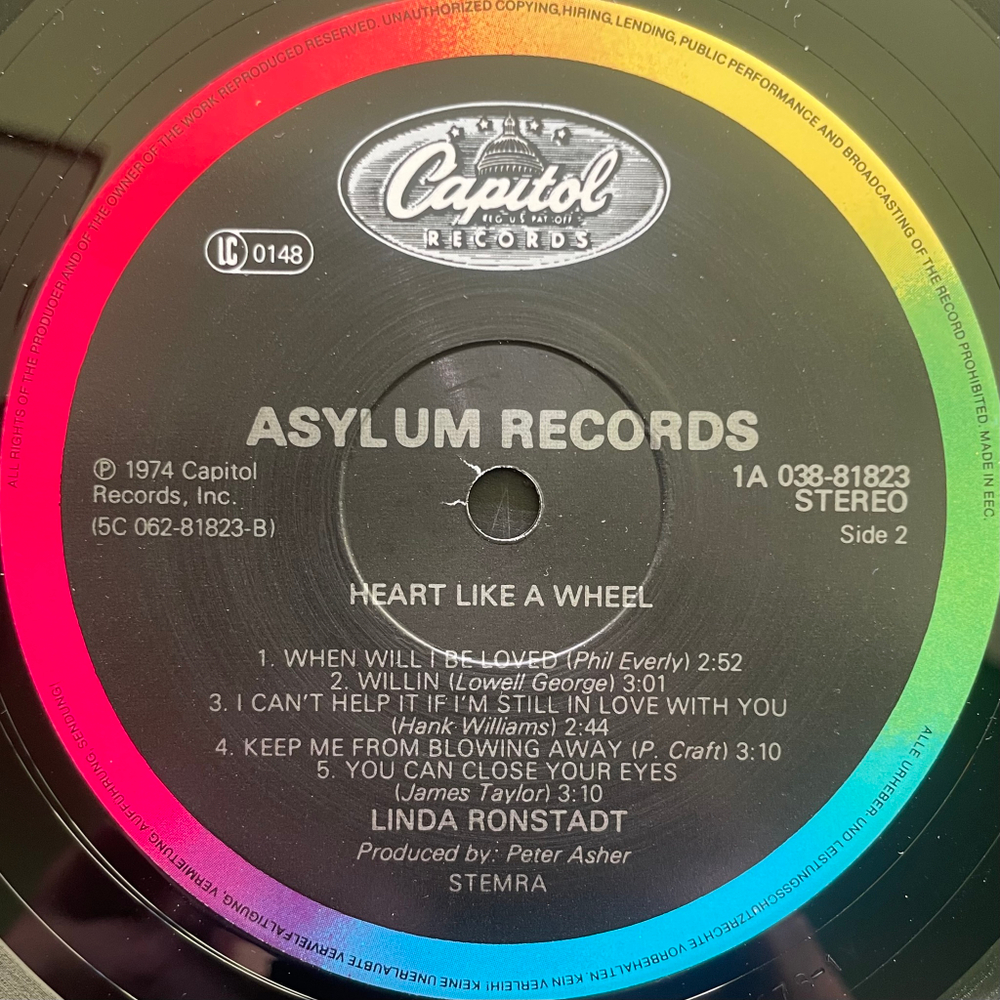 ALL RIGHTS OF THE PRODUCER AND OF THE OWNER OF THE WORK REPRODUCED RESERVED. UNAUTHORIZED COPYING, HIRING, LENDING, PUBLIC PERFORMANCE AND BROADCASTING OF THE RECORD PROHIBITED. MADE IN EEC.
Capitol
REG. U.S. PAT. OFF.
RECORDS
LC 0148
ASYLUM RECORDS
℗ 1974 Capitol
Records, Inc.
(5C 062-81823-B)
1A 038-81823
STEREO
Side 2
HEART LIKE A WHEEL
1. WHEN WILL I BE LOVED (Phil Everly) 2:52
2. WILLIN (Lowell George) 3:01
3. I CAN'T HELP IT IF I'M STILL IN LOVE WITH YOU
(Hank Williams) 2:44
4. KEEP ME FROM BLOWING AWAY (P. Craft) 3:10
5. YOU CAN CLOSE YOUR EYES
(James Taylor) 3:10
LINDA RONSTADT
Produced by: Peter Asher
STEMRA
ALLE URHEBER- UND LEISTUNGSSCHUTZRECHTE VORBEHALTEN. KEIN VERLEIH! KEINE UNERLAUBTE VERVIELFÄLTIGUNG, VERMIETUNG, AUFFÜHRUNG, SENDUNG!